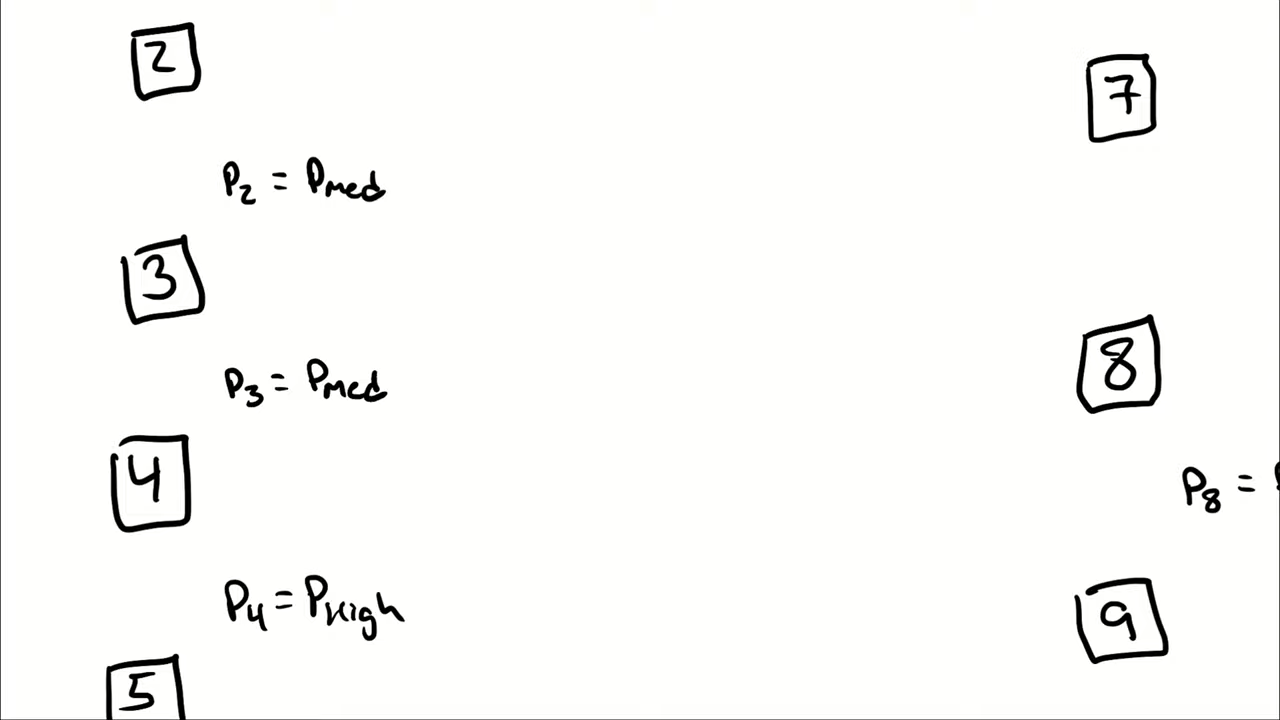 2
P2 = Pmed
3
P3 = Pmed
4
P4 = PHigh
5
7
8
P8 =
9